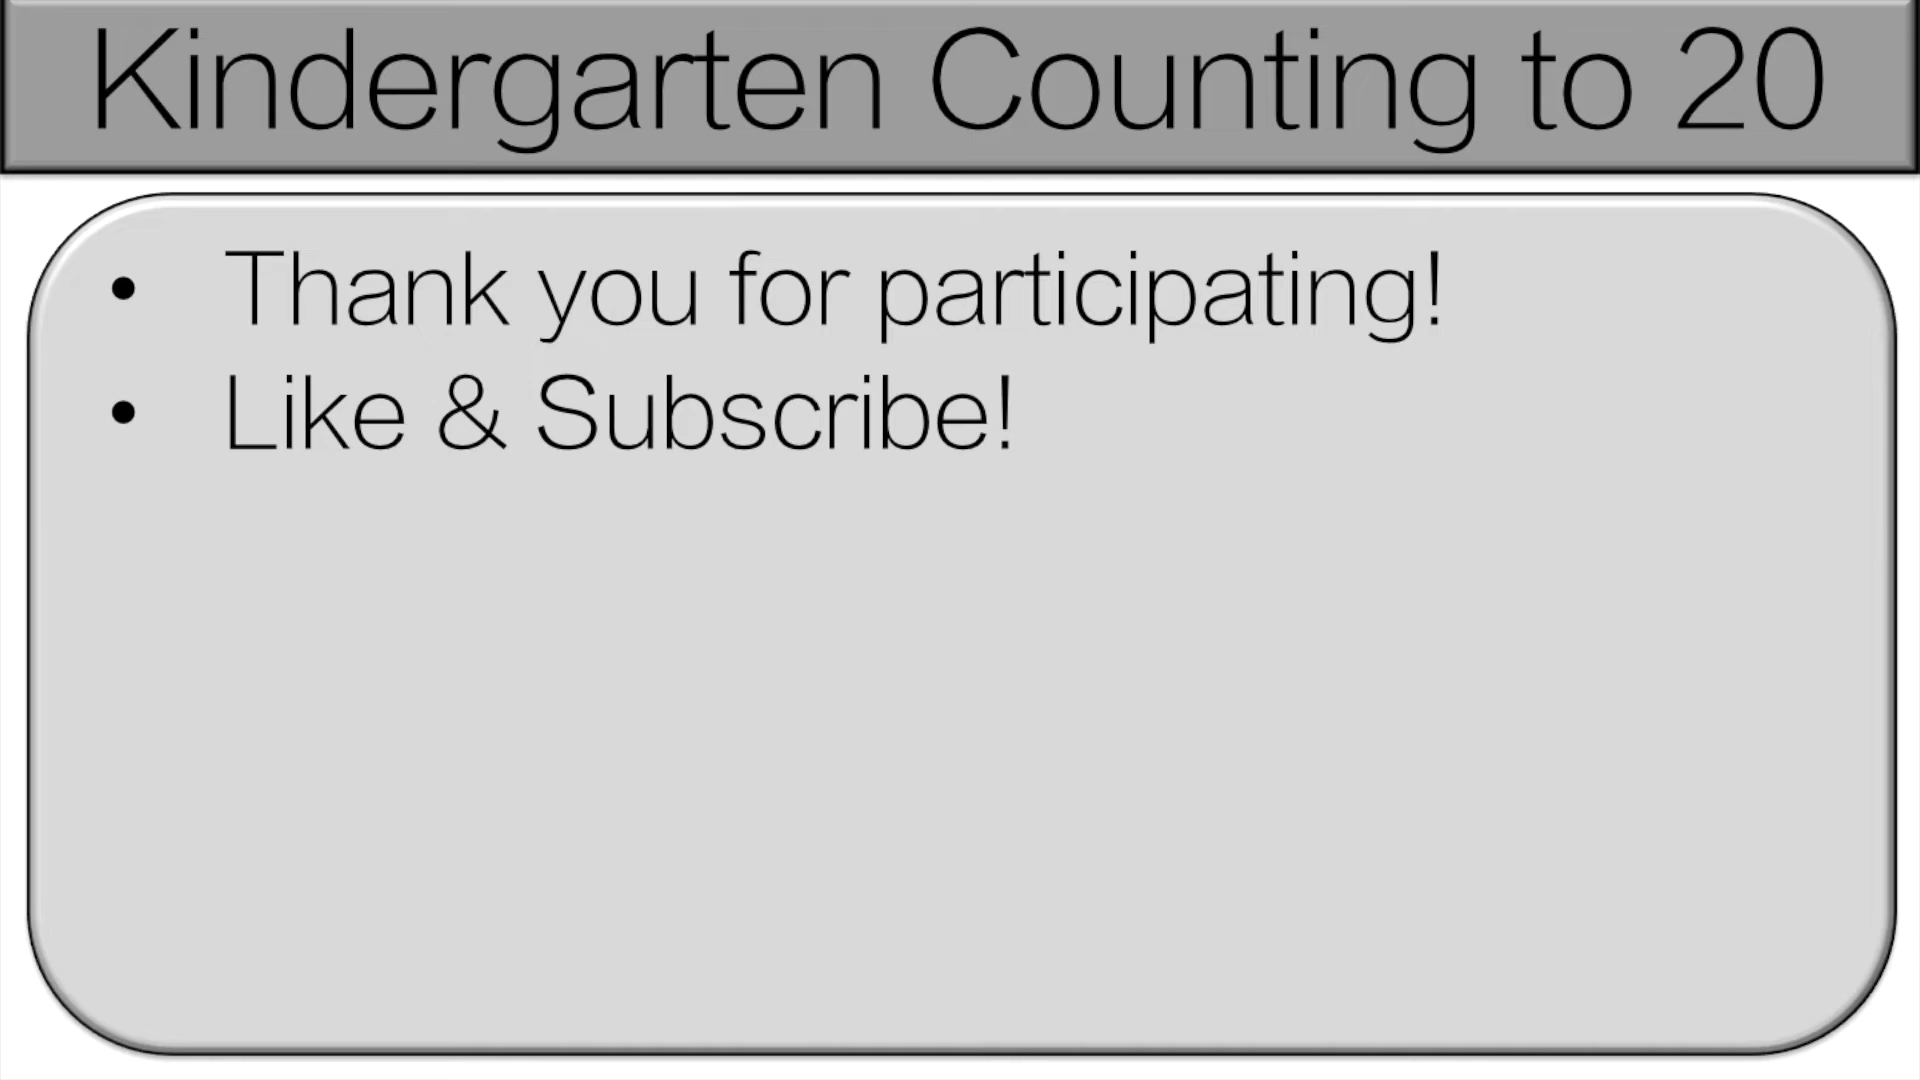 Kindergarten Counting to 20
• Thank you for participating!
• Like & Subscribe!